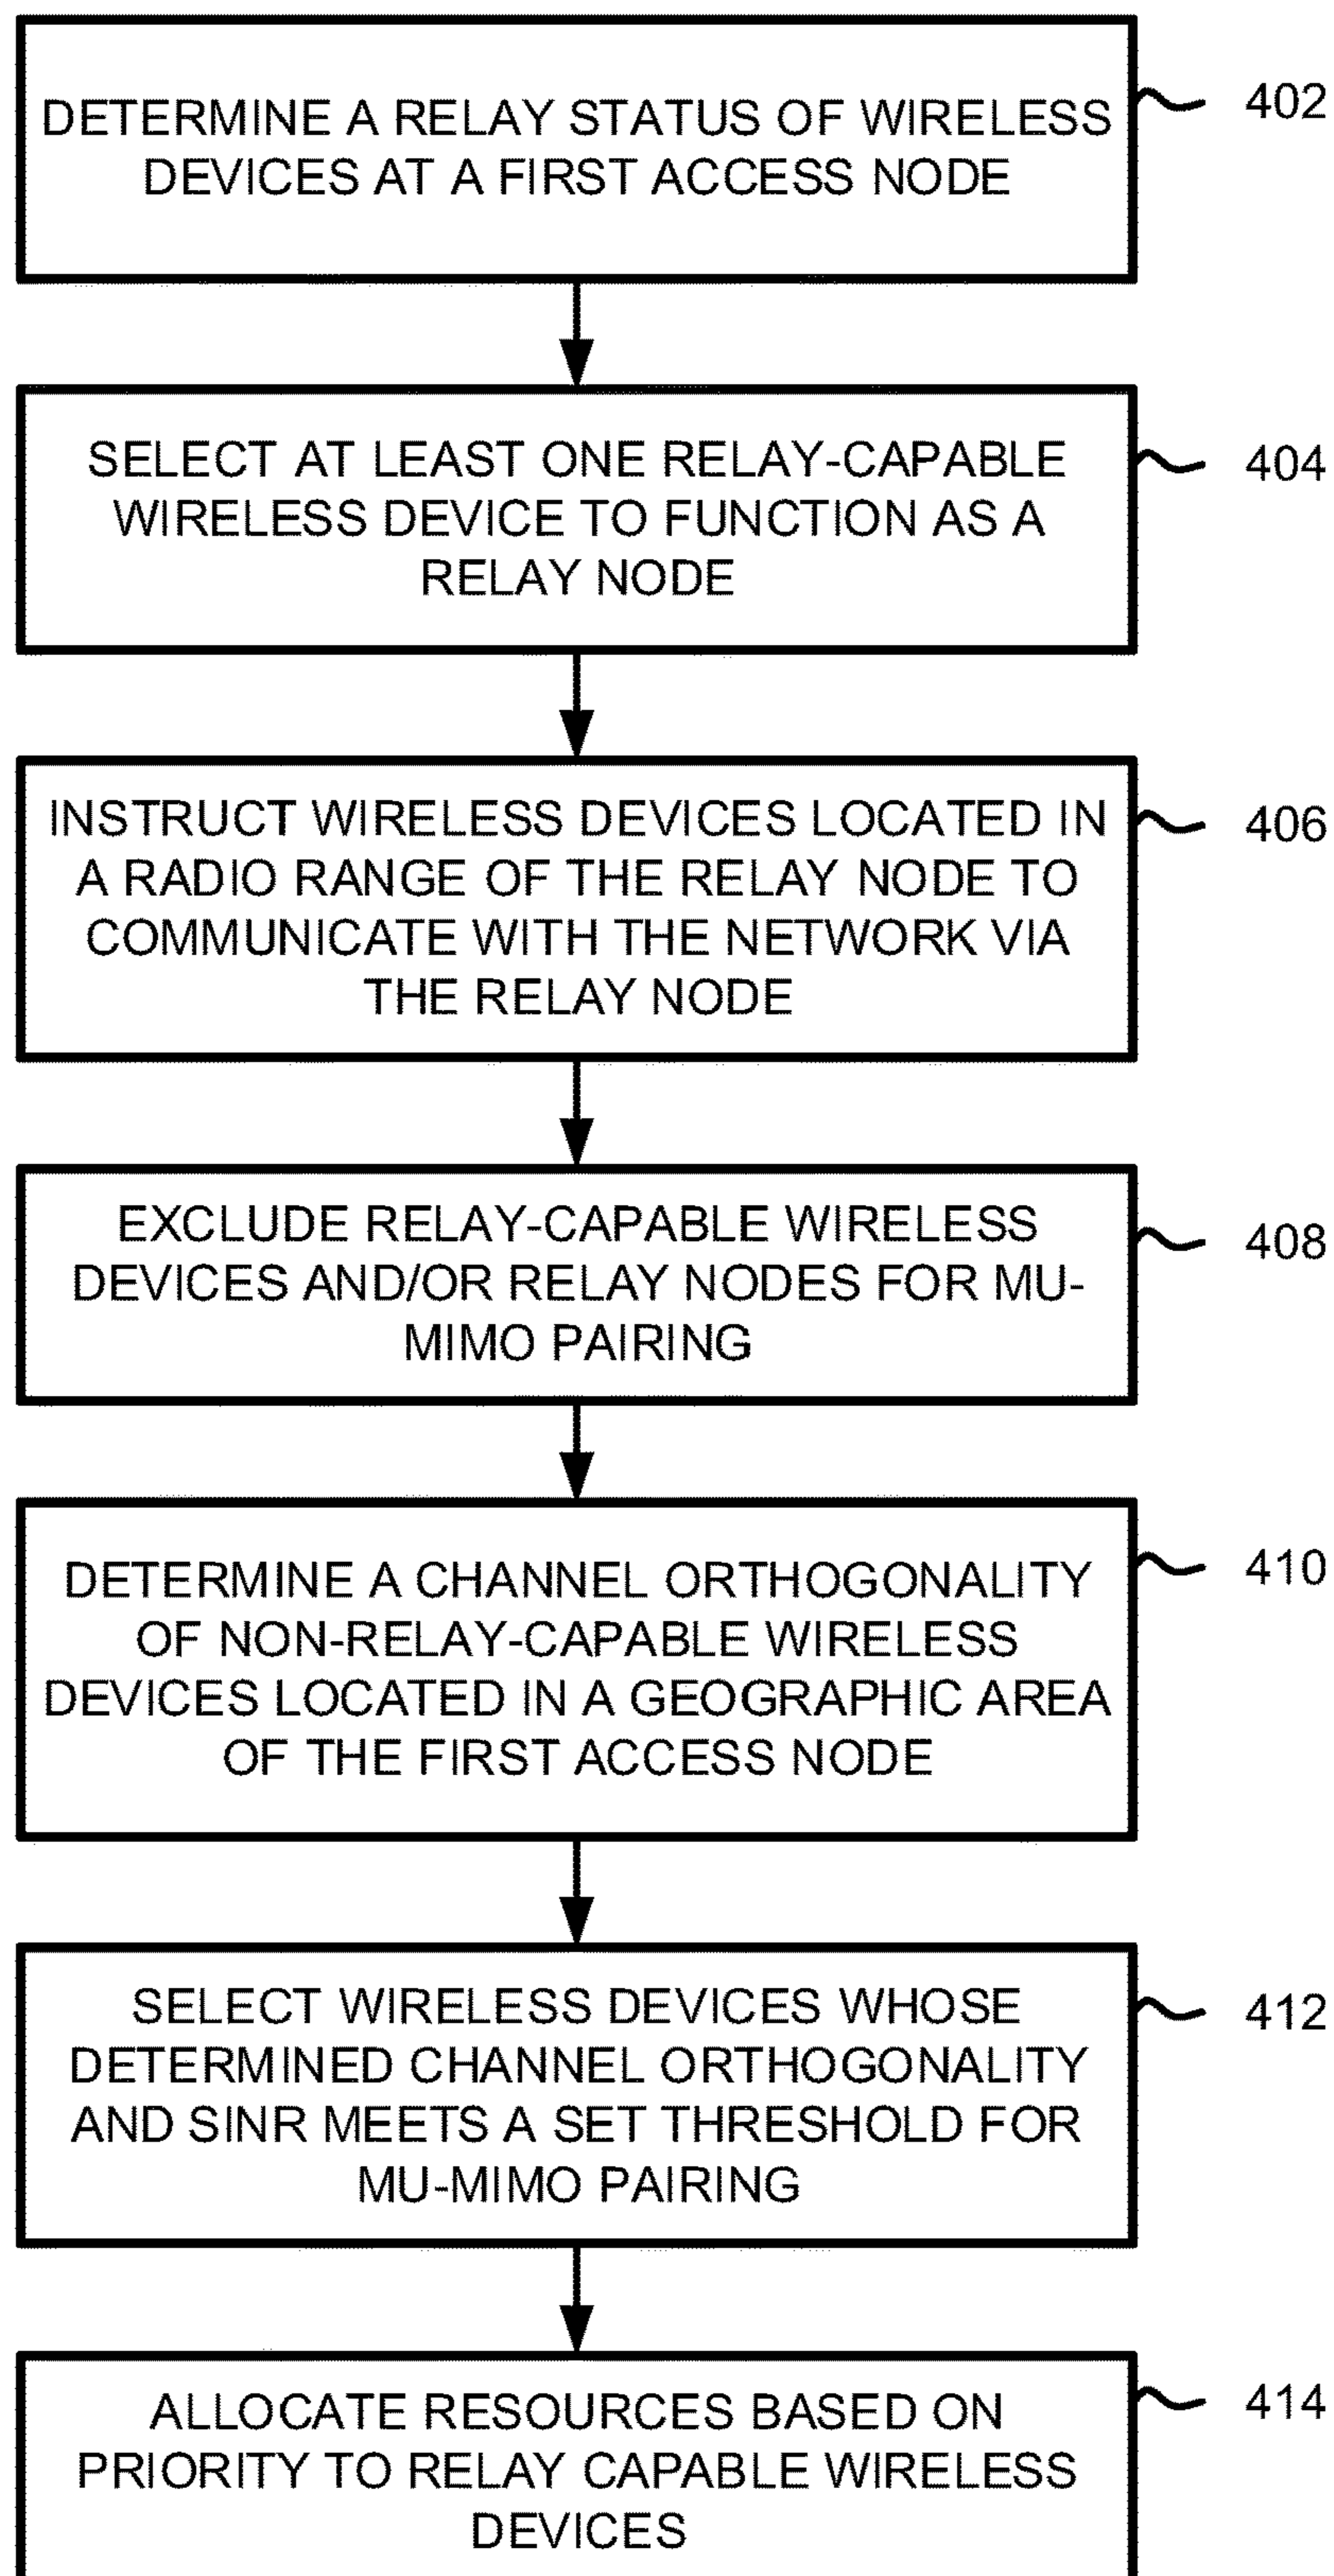 DETERMINE A RELAY STATUS OF WIRELESS
DEVICES AT A FIRST ACCESS NODE
402
SELECT AT LEAST ONE RELAY-CAPABLE
WIRELESS DEVICE TO FUNCTION AS A
RELAY NODE
404
INSTRUCT WIRELESS DEVICES LOCATED IN
A RADIO RANGE OF THE RELAY NODE TO
COMMUNICATE WITH THE NETWORK VIA
THE RELAY NODE
406
EXCLUDE RELAY-CAPABLE WIRELESS
DEVICES AND/OR RELAY NODES FOR MU-
MIMO PAIRING
408
DETERMINE A CHANNEL ORTHOGONALITY
OF NON-RELAY-CAPABLE WIRELESS
DEVICES LOCATED IN A GEOGRAPHIC AREA
OF THE FIRST ACCESS NODE
410
SELECT WIRELESS DEVICES WHOSE
DETERMINED CHANNEL ORTHOGONALITY
AND SINR MEETS A SET THRESHOLD FOR
MU-MIMO PAIRING
412
ALLOCATE RESOURCES BASED ON
PRIORITY TO RELAY CAPABLE WIRELESS
DEVICES
414